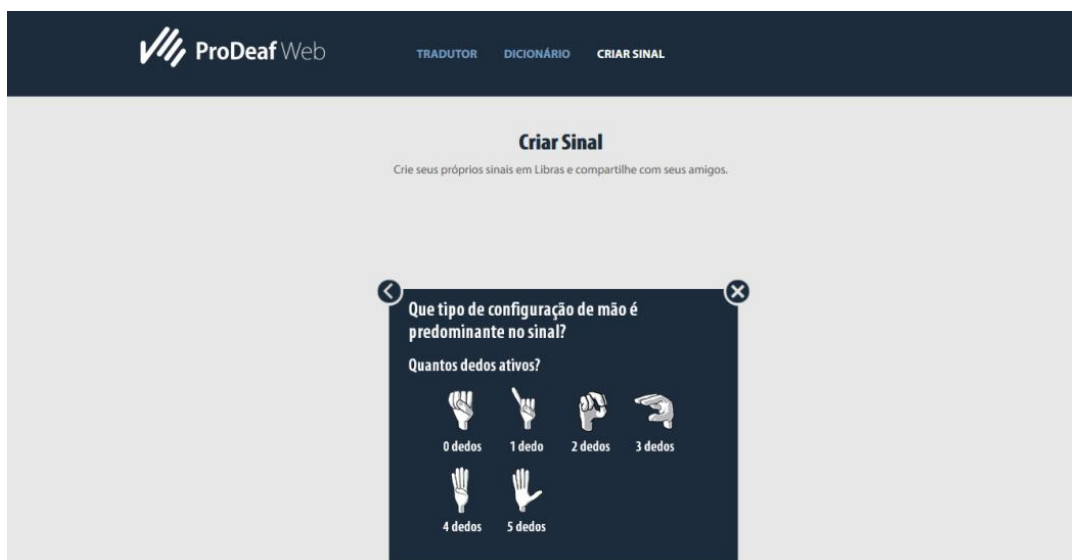 ProDeaf Web
TRADUTOR DICIONÁRIO CRIAR SINAL
Criar Sinal
Crie seus próprios sinais em Libras e compartilhe com seus amigos.
Que tipo de configuração de mão é
predominante no sinal?
Quantos dedos ativos?
0 dedos 1 dedo 2 dedos 3 dedos
4 dedos 5 dedos